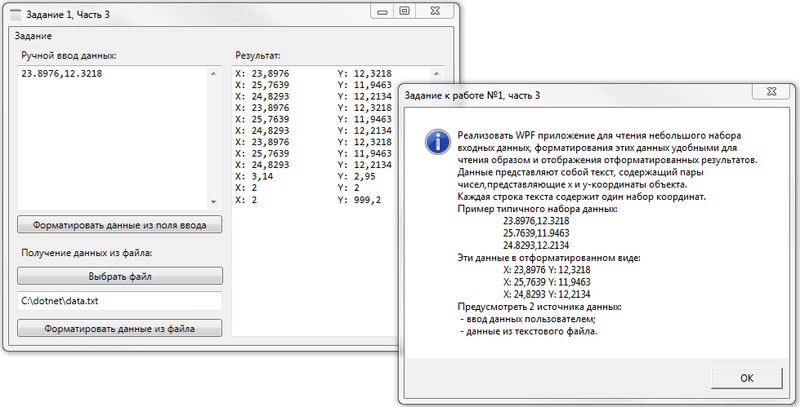 Задание 1, Часть 3
Задание
Ручной ввод данных:
23.8976,12.3218
Форматировать данные из поля ввода
Получение данных из файла:
Выбрать файл
C:\dotnet\data.txt
Форматировать данные из файла
Результат:
X: 23,8976 Y: 12,3218
X: 25,7639 Y: 11,9463
X: 24,8293 Y: 12,2134
X: 23,8976 Y: 12,3218
X: 25,7639 Y: 11,9463
X: 24,8293 Y: 12,2134
X: 23,8976 Y: 12,3218
X: 25,7639 Y: 11,9463
X: 24,8293 Y: 12,2134
X: 3,14 Y: 2,95
X: 2 Y: 2
X: 2 Y: 999,2
Задание к работе №1, часть 3
Реализовать WPF приложение для чтения небольшого набора
входных данных, форматирования этих данных удобными для
чтения образом и отображения отформатированных результатов.
Данные представляют собой текст, содержащий пары
чисел,представляющие x и y-координаты объекта.
Каждая строка текста содержит один набор координат.
Пример типичного набора данных:
23.8976,12.3218
25.7639,11.9463
24.8293,12.2134
Эти данные в отформатированном виде:
X: 23,8976 Y: 12,3218
X: 25,7639 Y: 11,9463
X: 24,8293 Y: 12,2134
Предусмотреть 2 источника данных:
- ввод данных пользователем;
- данные из текстового файла.
OK